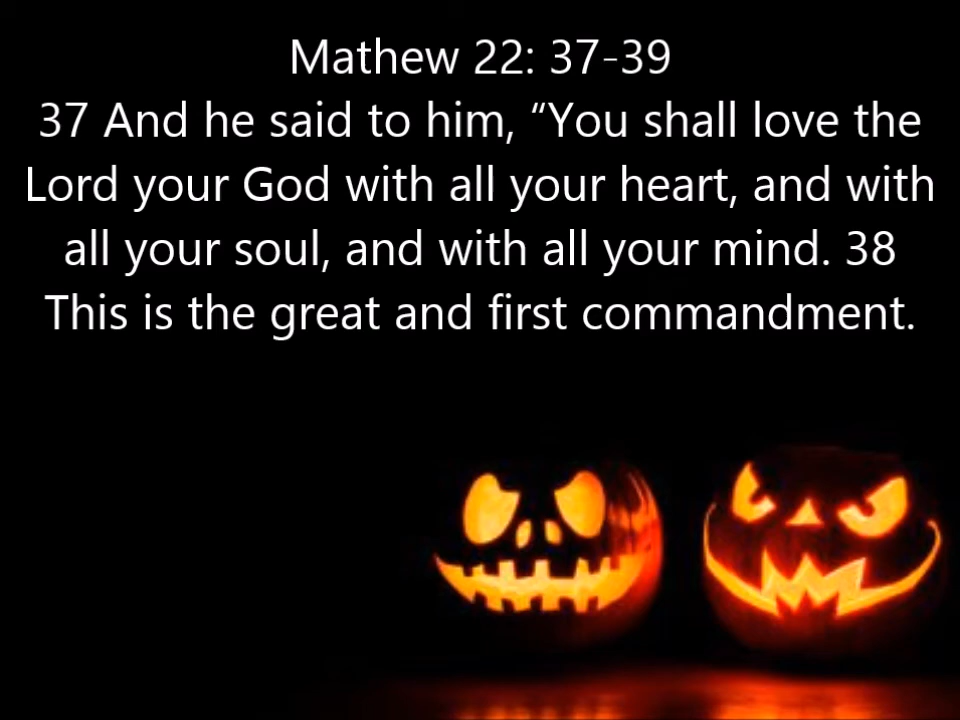 Mathew 22: 37-39
37 And he said to him, “You shall love the
Lord your God with all your heart, and with
all your soul, and with all your mind. 38
This is the great and first commandment.